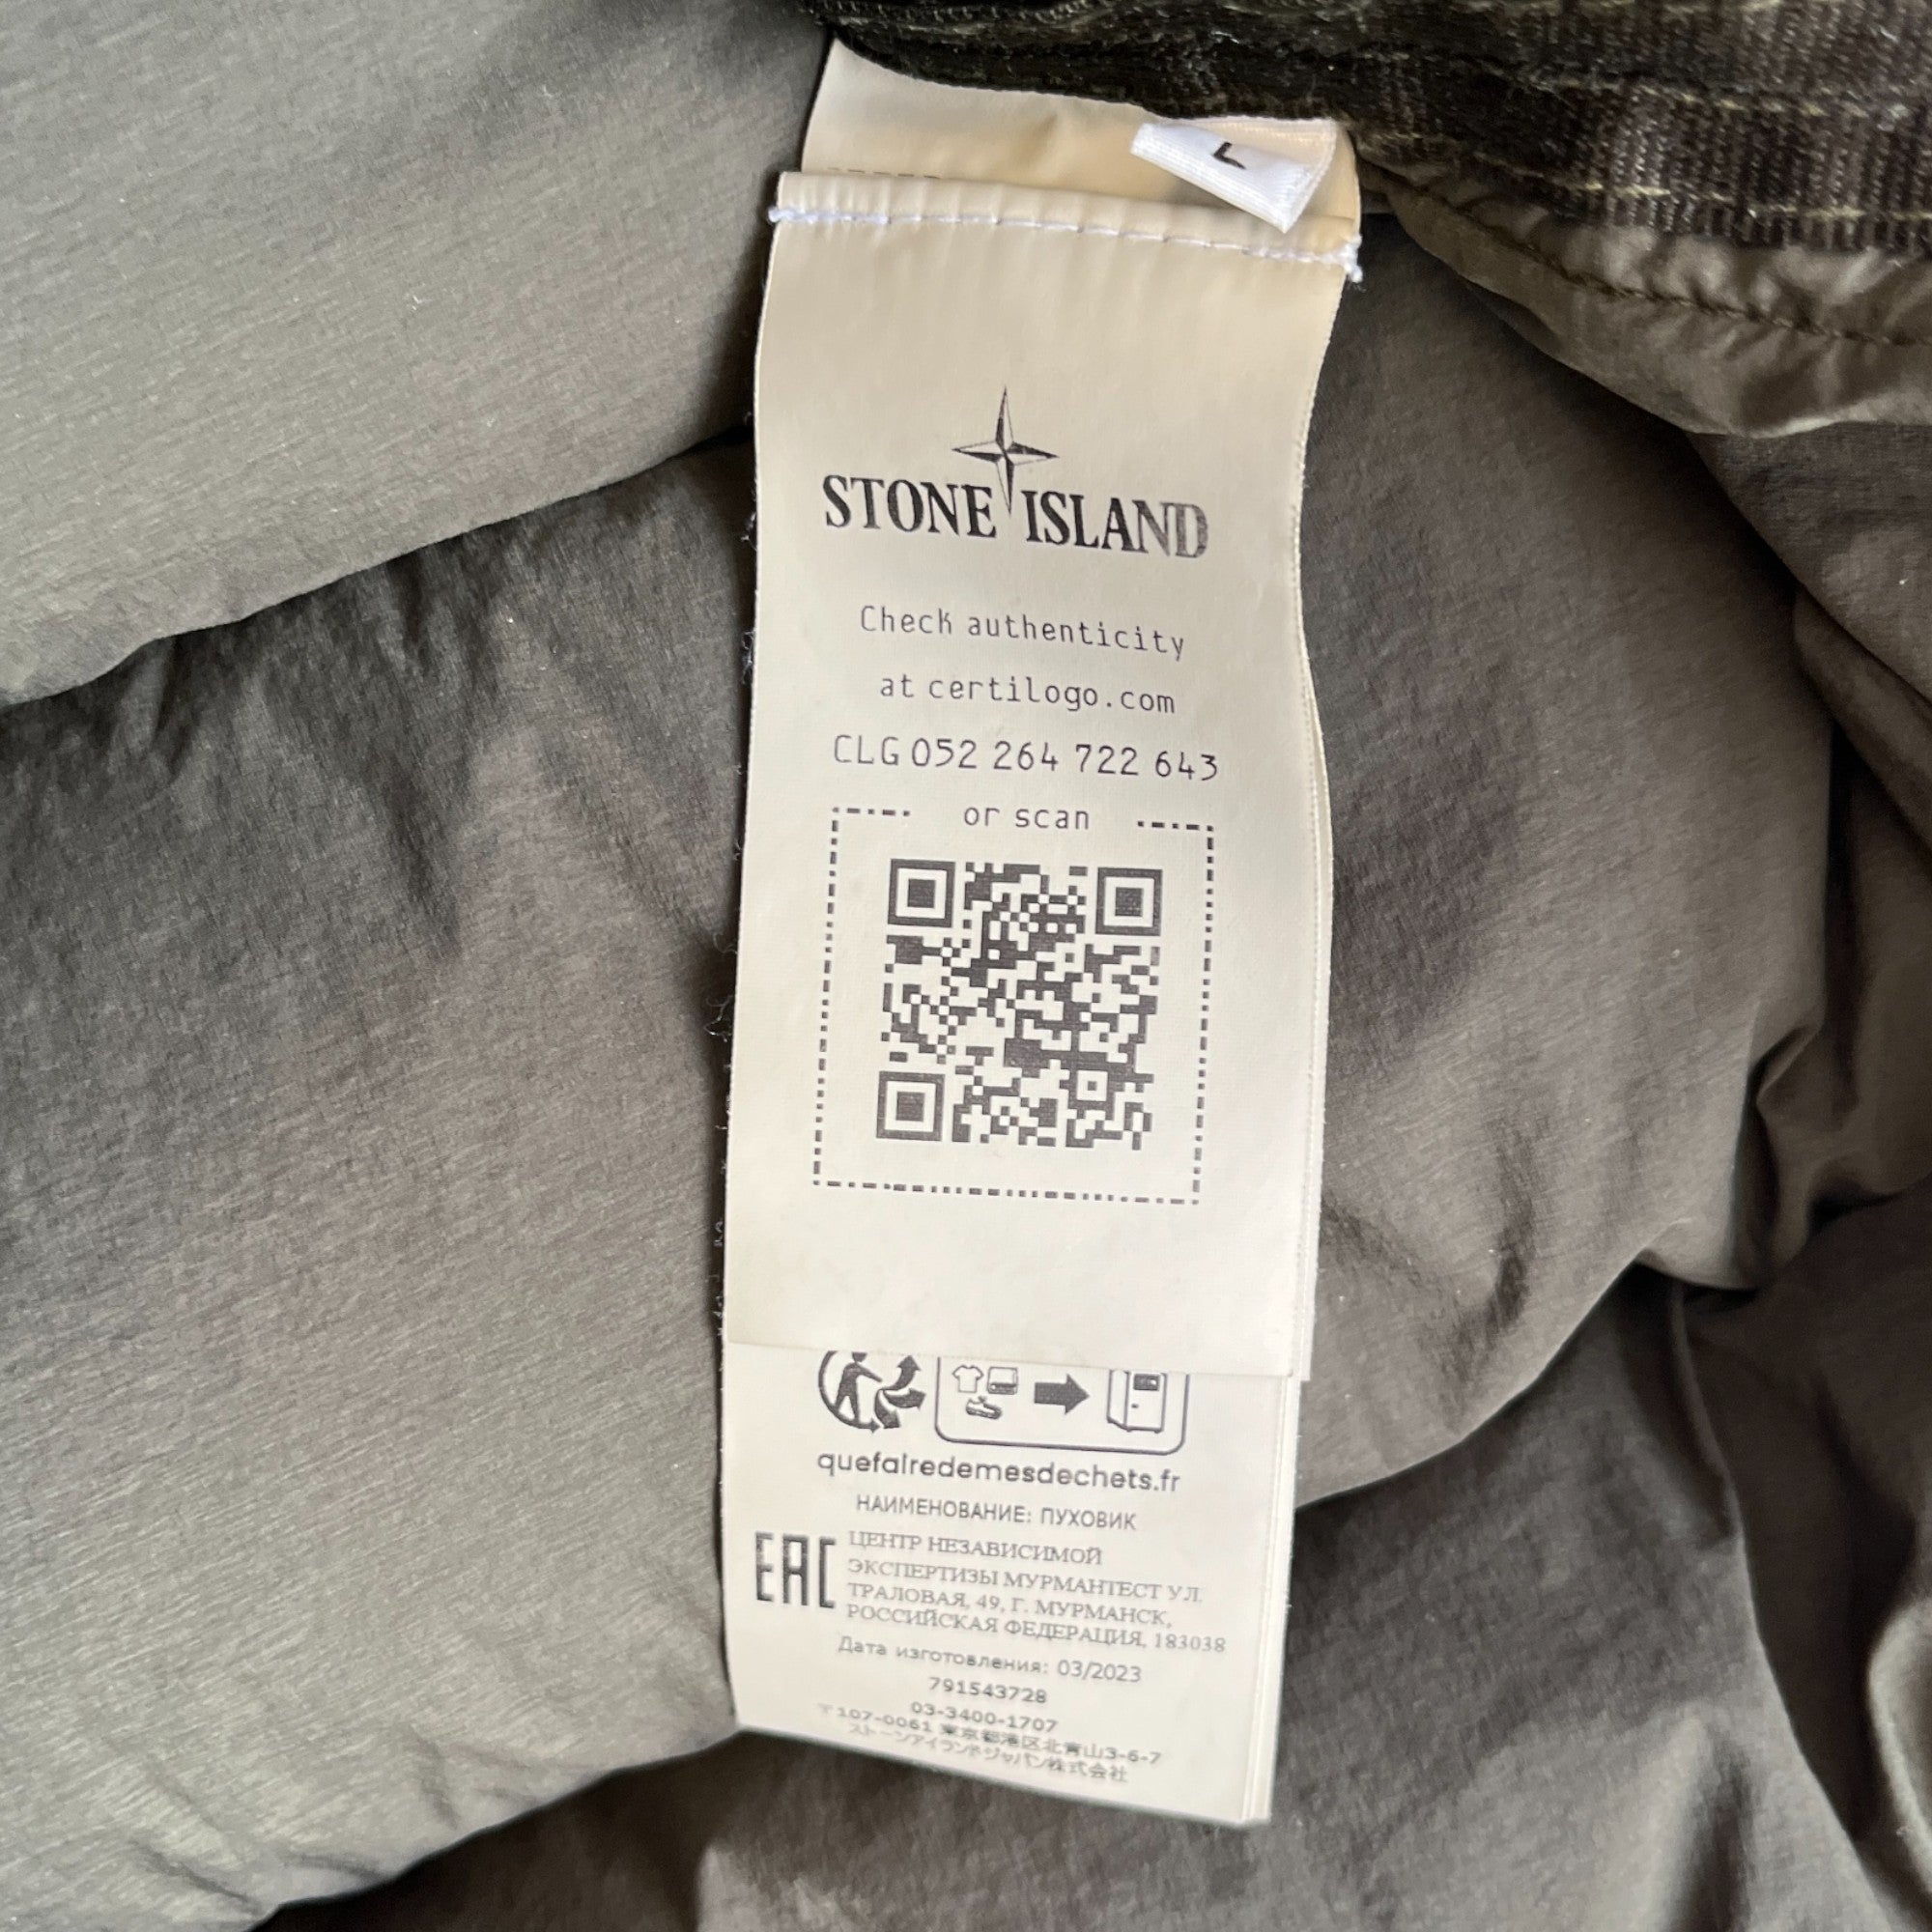 L
STONE ISLAND
Check authenticity
at certilogo.com
CLG 052 264 722 643
or scan
quefairedemesdechets.fr
НАИМЕНОВАНИЕ: ПУХОВИК
EAC
ЦЕНТР НЕЗАВИСИМОЙ
ЭКСПЕРТИЗЫ МУРМАНТЕСТ УЛ.
ТРАЛОВАЯ, 49, Г. МУРМАНСК,
РОССИЙСКАЯ ФЕДЕРАЦИЯ, 183038
Дата изготовления: 03/2023
791543728
03-3400-1707
〒107-0061 東京都港区北青山3-6-7
ストーンアイランドジャパン株式会社